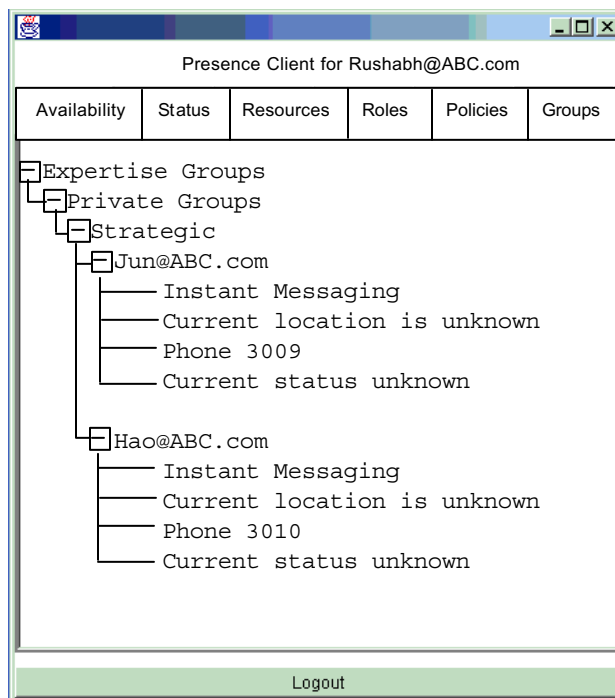 Presence Client for Rushabh@ABC.com
Availability Status Resources Roles Policies Groups
Expertise Groups
Private Groups
Strategic
Jun@ABC.com
Instant Messaging
Current location is unknown
Phone 3009
Current status unknown
Hao@ABC.com
Instant Messaging
Current location is unknown
Phone 3010
Current status unknown
Logout